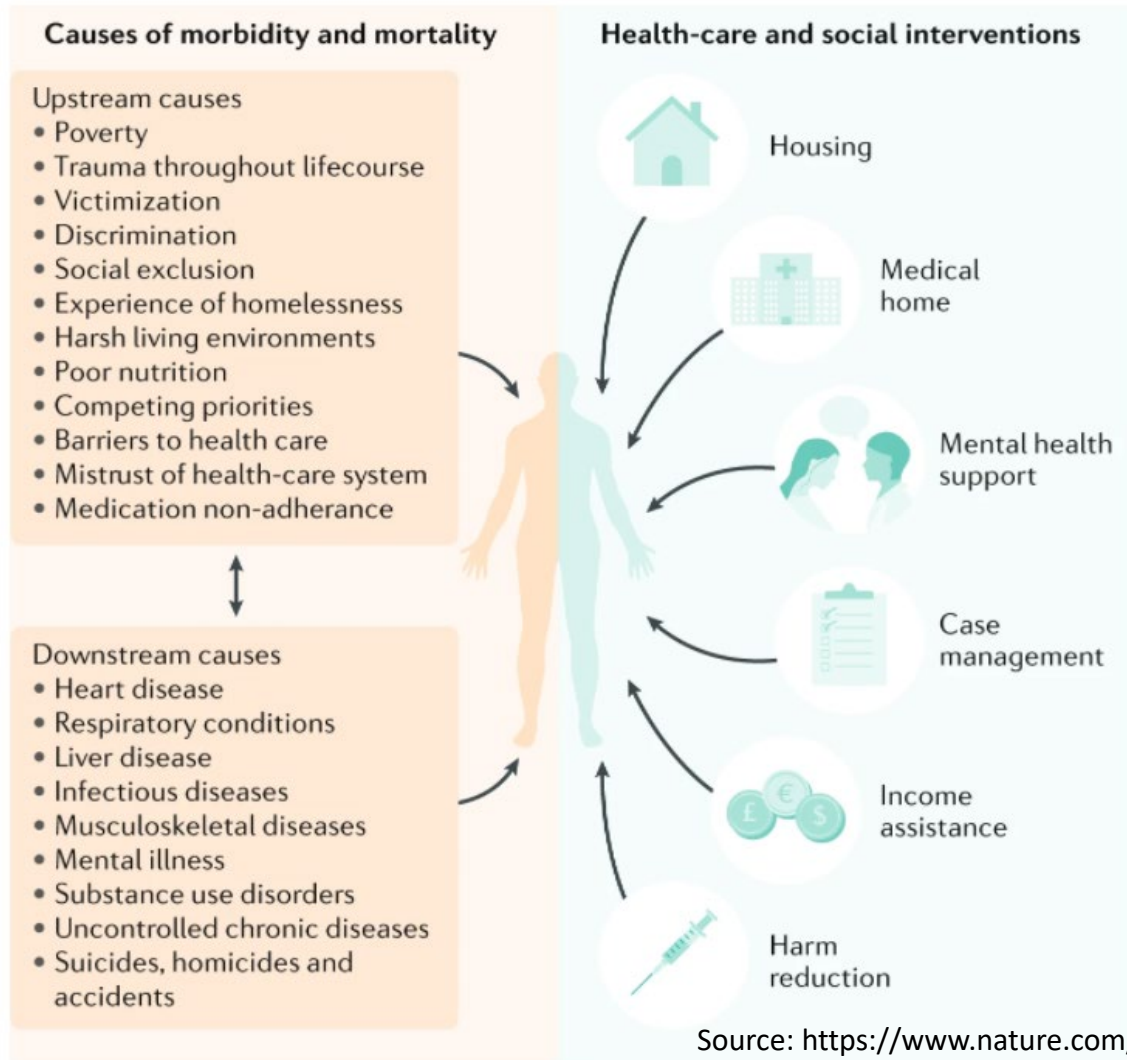 Causes of morbidity and mortality
Upstream causes
• Poverty
• Trauma throughout lifecourse
• Victimization
• Discrimination
• Social exclusion
• Experience of homelessness
• Harsh living environments
• Poor nutrition
• Competing priorities
• Barriers to health care
• Mistrust of health-care system
• Medication non-adherance
Downstream causes
• Heart disease
• Respiratory conditions
• Liver disease
• Infectious diseases
• Musculoskeletal diseases
• Mental illness
• Substance use disorders
• Uncontrolled chronic diseases
• Suicides, homicides and
accidents
Health-care and social interventions
Housing
Medical
home
Mental health
support
Case
management
£ € $
Income
assistance
Harm
reduction
Source: https://www.nature.com/